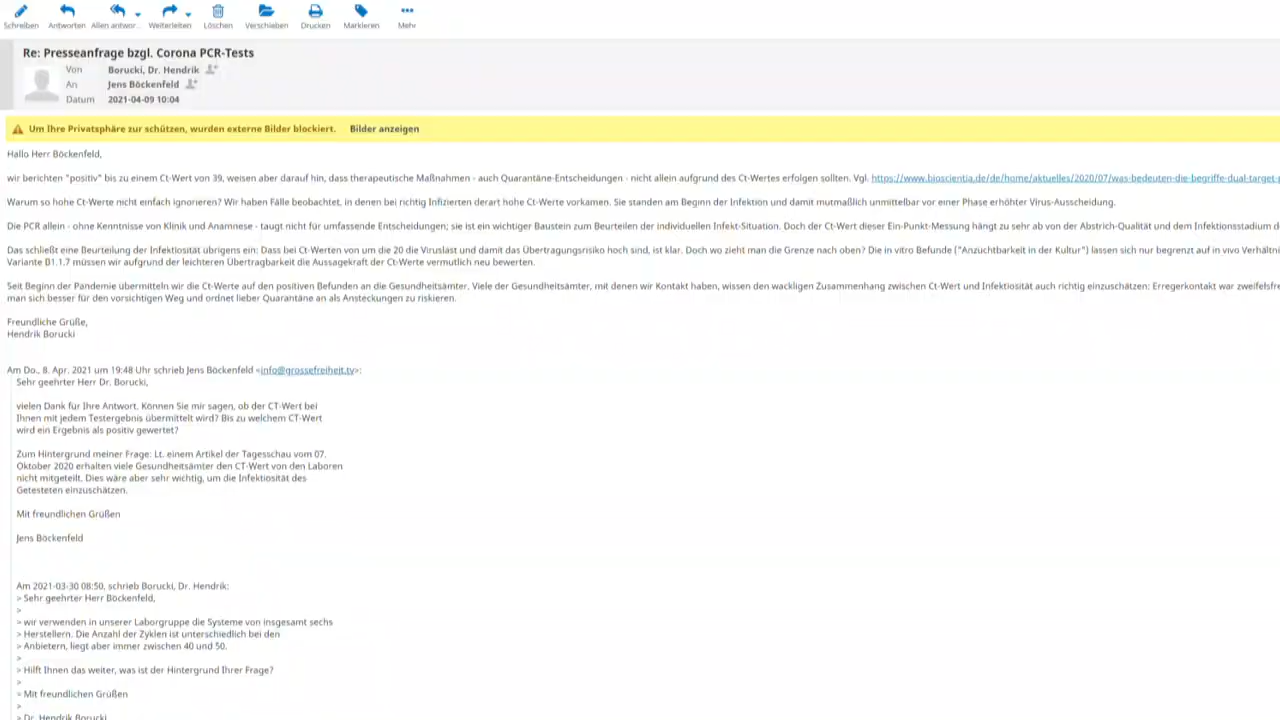 Schreiben Antworten Allen antwor... Weiterleiten Löschen Verschieben Drucken Markieren Mehr
Re: Presseanfrage bzgl. Corona PCR-Tests
Von Borucki, Dr. Hendrik
An Jens Böckenfeld
Datum 2021-04-09 10:04
Um Ihre Privatsphäre zur schützen, wurden externe Bilder blockiert. Bilder anzeigen
Hallo Herr Böckenfeld,
wir berichten "positiv" bis zu einem Ct-Wert von 39, weisen aber darauf hin, dass therapeutische Maßnahmen - auch Quarantäne-Entscheidungen - nicht allein aufgrund des Ct-Wertes erfolgen sollten. Vgl. https://www.bioscientia.de/de/home/aktuelles/2020/07/was-bedeuten-die-begriffe-dual-target-
Warum so hohe Ct-Werte nicht einfach ignorieren? Wir haben Fälle beobachtet, in denen bei richtig Infizierten derart hohe Ct-Werte vorkamen. Sie standen am Beginn der Infektion und damit mutmaßlich unmittelbar vor einer Phase erhöhter Virus-Ausscheidung.
Die PCR allein - ohne Kenntnisse von Klinik und Anamnese - taugt nicht für umfassende Entscheidungen; sie ist ein wichtiger Baustein zum Beurteilen der individuellen Infekt-Situation. Doch der Ct-Wert dieser Ein-Punkt-Messung hängt zu sehr ab von der Abstrich-Qualität und dem Infektionsstadium d
Das schließt eine Beurteilung der Infektiosität übrigens ein: Dass bei Ct-Werten von um die 20 die Viruslast und damit das Übertragungsrisiko hoch sind, ist klar. Doch wo zieht man die Grenze nach oben? Die in vitro Befunde ("Anzüchtbarkeit in der Kultur") lassen sich nur begrenzt auf in vivo Verhältni
Variante B1.1.7 müssen wir aufgrund der leichteren Übertragbarkeit die Aussagekraft der Ct-Werte vermutlich neu bewerten.
Seit Beginn der Pandemie übermitteln wir die Ct-Werte auf den positiven Befunden an die Gesundheitsämter. Viele der Gesundheitsämter, mit denen wir Kontakt haben, wissen den wackligen Zusammenhang zwischen Ct-Wert und Infektiosität auch richtig einzuschätzen: Erregerkontakt war zweifelsfre
man sich besser für den vorsichtigen Weg und ordnet lieber Quarantäne an als Ansteckungen zu riskieren.
Freundliche Grüße,
Hendrik Borucki
Am Do., 8. Apr. 2021 um 19:48 Uhr schrieb Jens Böckenfeld <info@grossefreiheit.tv>:
Sehr geehrter Herr Dr. Borucki,
vielen Dank für Ihre Antwort. Können Sie mir sagen, ob der CT-Wert bei
Ihnen mit jedem Testergebnis übermittelt wird? Bis zu welchem CT-Wert
wird ein Ergebnis als positiv gewertet?
Zum Hintergrund meiner Frage: Lt. einem Artikel der Tagesschau vom 07.
Oktober 2020 erhalten viele Gesundheitsämter den CT-Wert von den Laboren
nicht mitgeteilt. Dies wäre aber sehr wichtig, um die Infektiosität des
Getesteten einzuschätzen.
Mit freundlichen Grüßen
Jens Böckenfeld
Am 2021-03-30 08:50, schrieb Borucki, Dr. Hendrik:
> Sehr geehrter Herr Böckenfeld,
>
> wir verwenden in unserer Laborgruppe die Systeme von insgesamt sechs
> Herstellern. Die Anzahl der Zyklen ist unterschiedlich bei den
> Anbietern, liegt aber immer zwischen 40 und 50.
>
> Hilft Ihnen das weiter, was ist der Hintergrund Ihrer Frage?
>
> Mit freundlichen Grüßen
>
> Dr. Hendrik Borucki